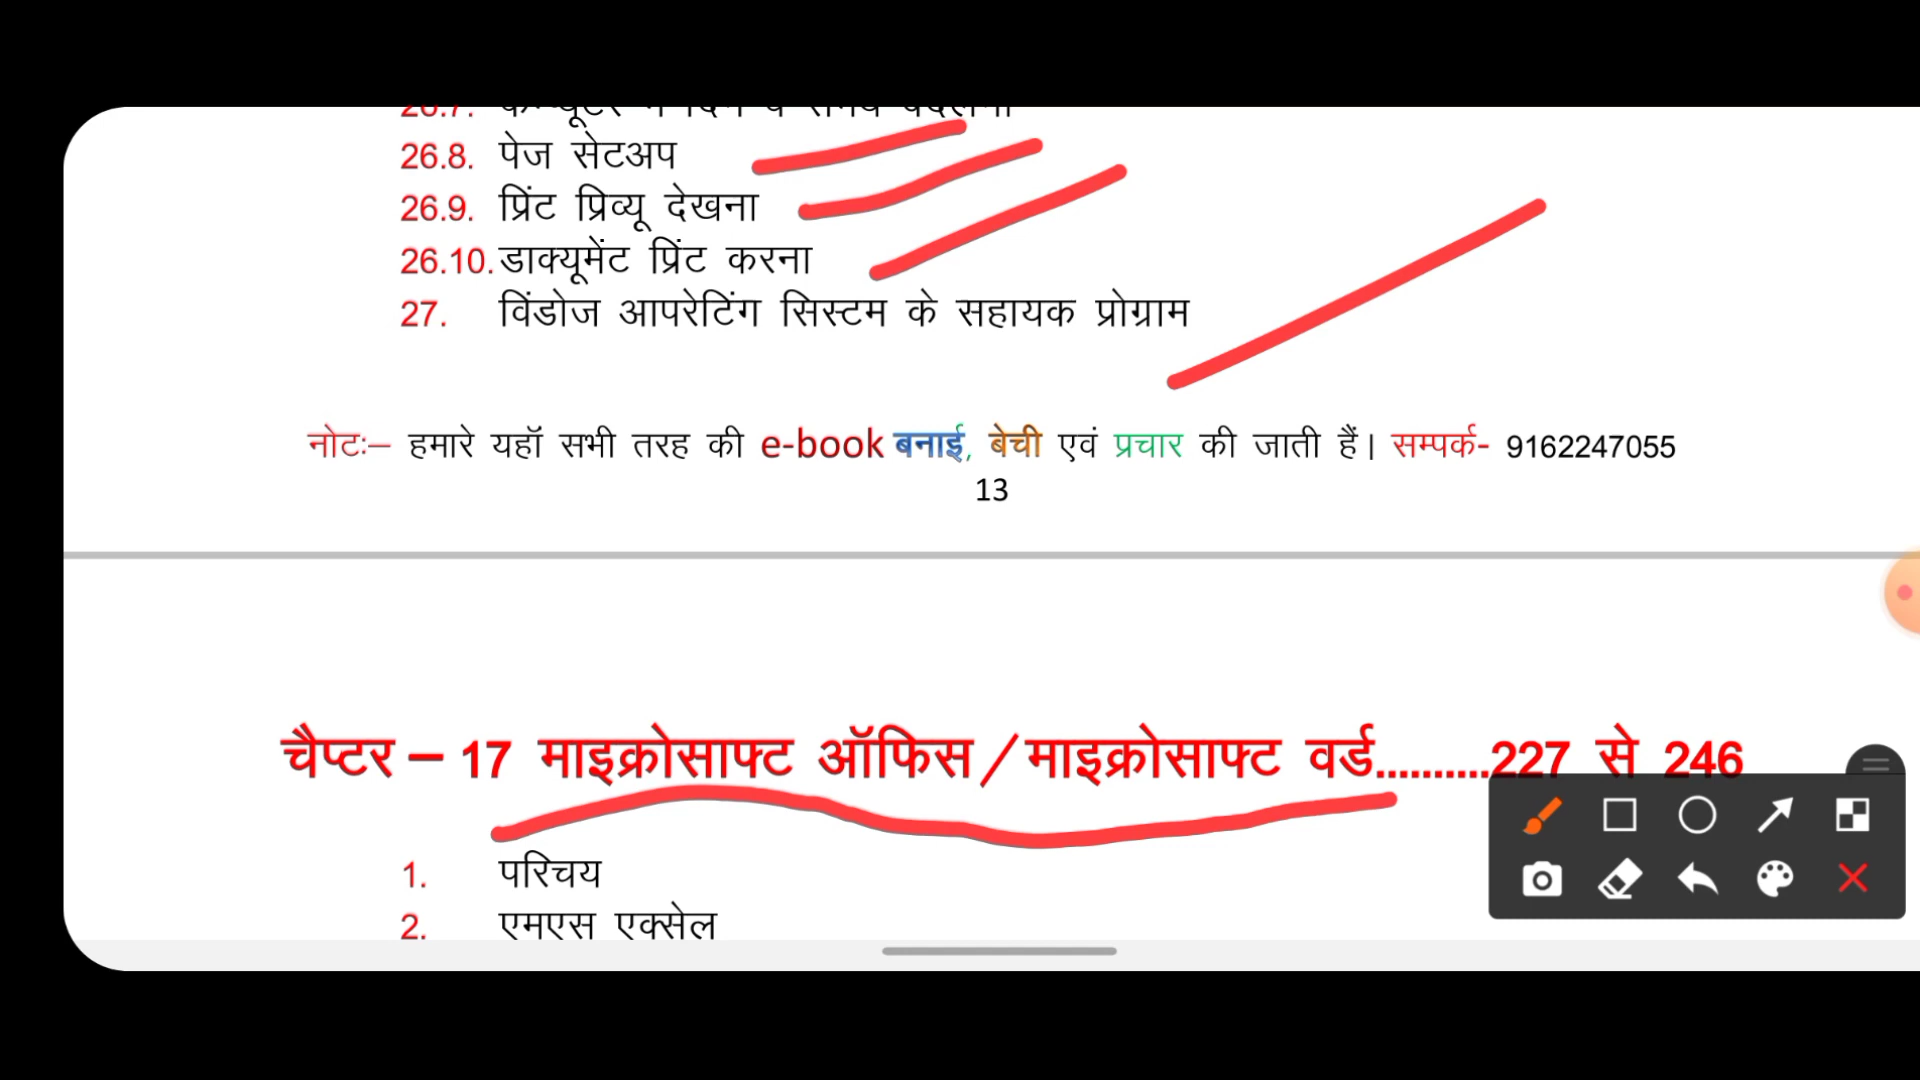 26.8. पेज सेटअप
26.9. प्रिंट प्रिव्यू देखना
26.10. डाक्यूमेंट प्रिंट करना
27. विंडोज आपरेटिंग सिस्टम के सहायक प्रोग्राम
नोटः– हमारे यहॉ सभी तरह की e-book बनाई, बेची एवं प्रचार की जाती हैं। सम्पर्क- 9162247055
13
चैप्टर – 17 माइक्रोसाफ्ट ऑफिस/माइक्रोसाफ्ट वर्ड..........227 से 246
1. परिचय
2. एमएस एक्सेल